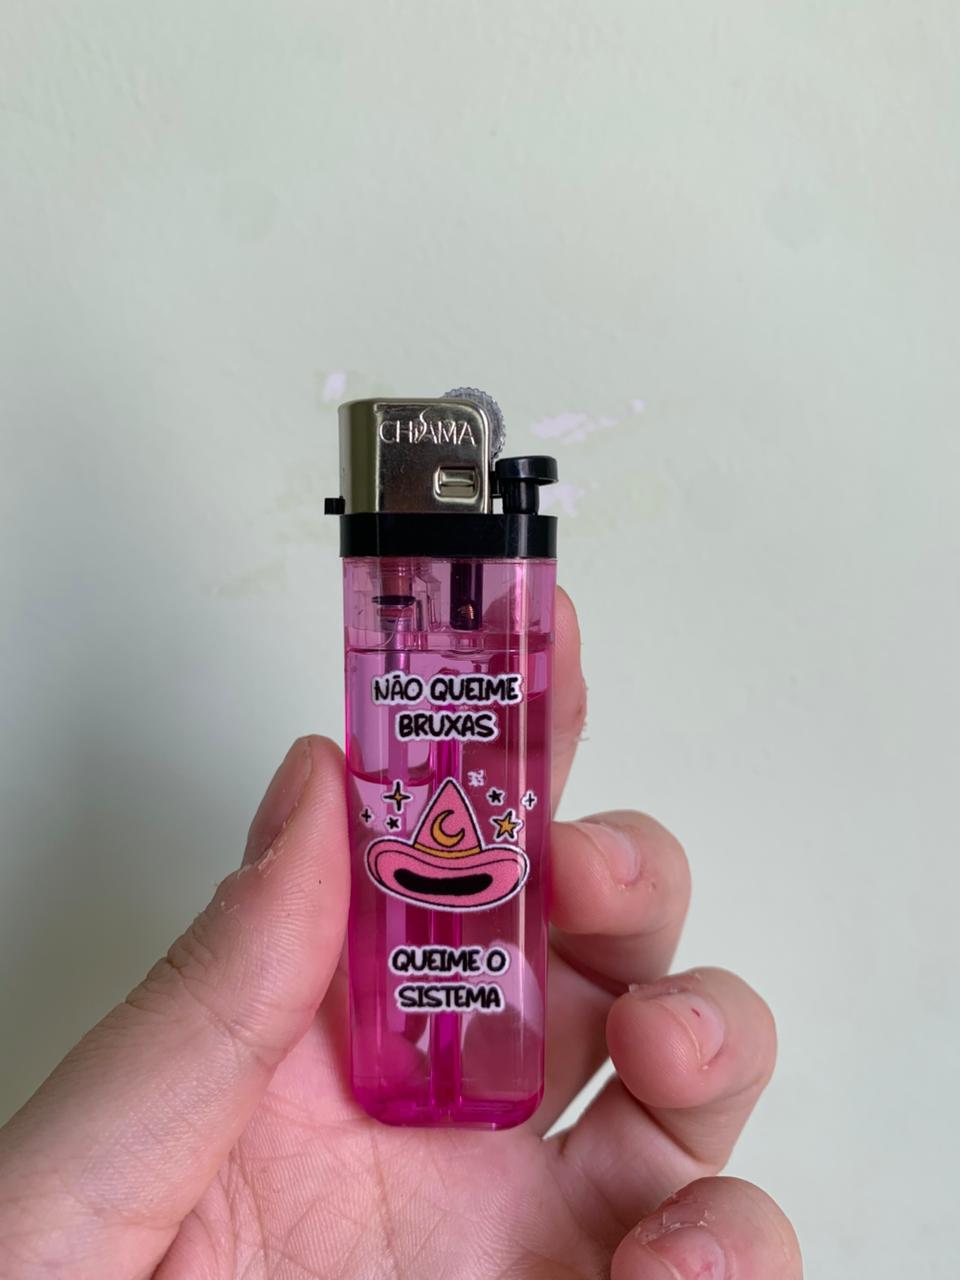 CHAMA
NÃO QUEIME
BRUXAS
QUEIME O
SISTEMA